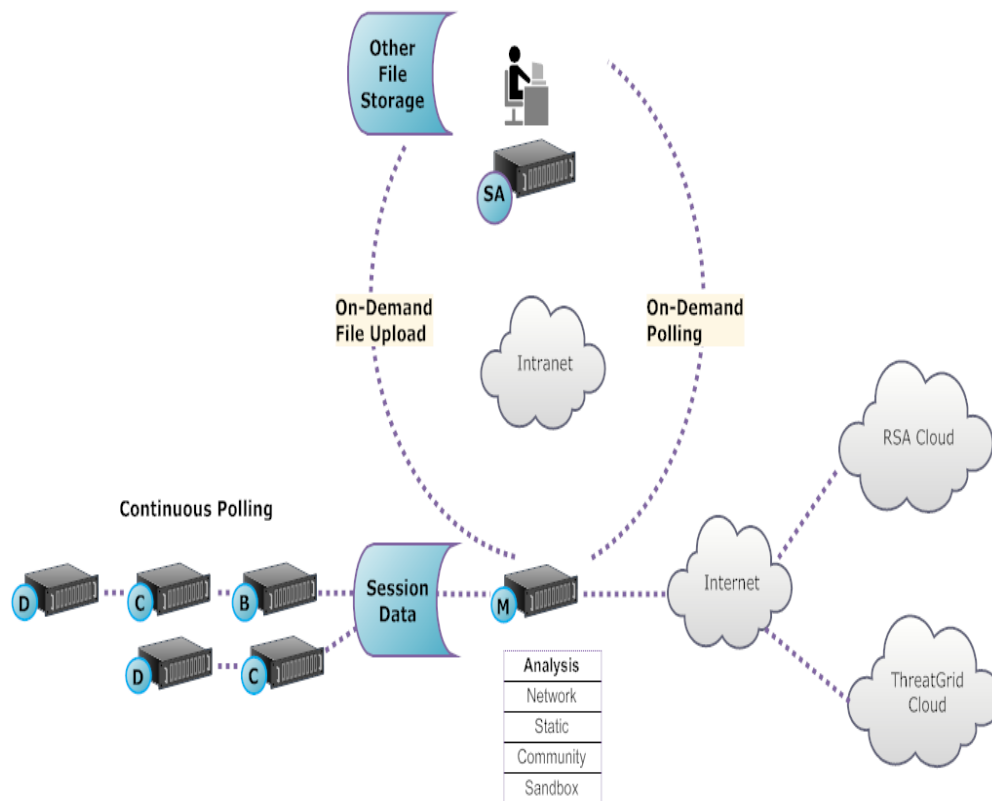 Other
File
Storage
SA
On-Demand
File Upload
On-Demand
Polling
Intranet
RSA Cloud
Continuous Polling
Internet
D
C
B
Session
Data
M
D
C
ThreatGrid
Cloud
Analysis
Network
Static
Community
Sandbox